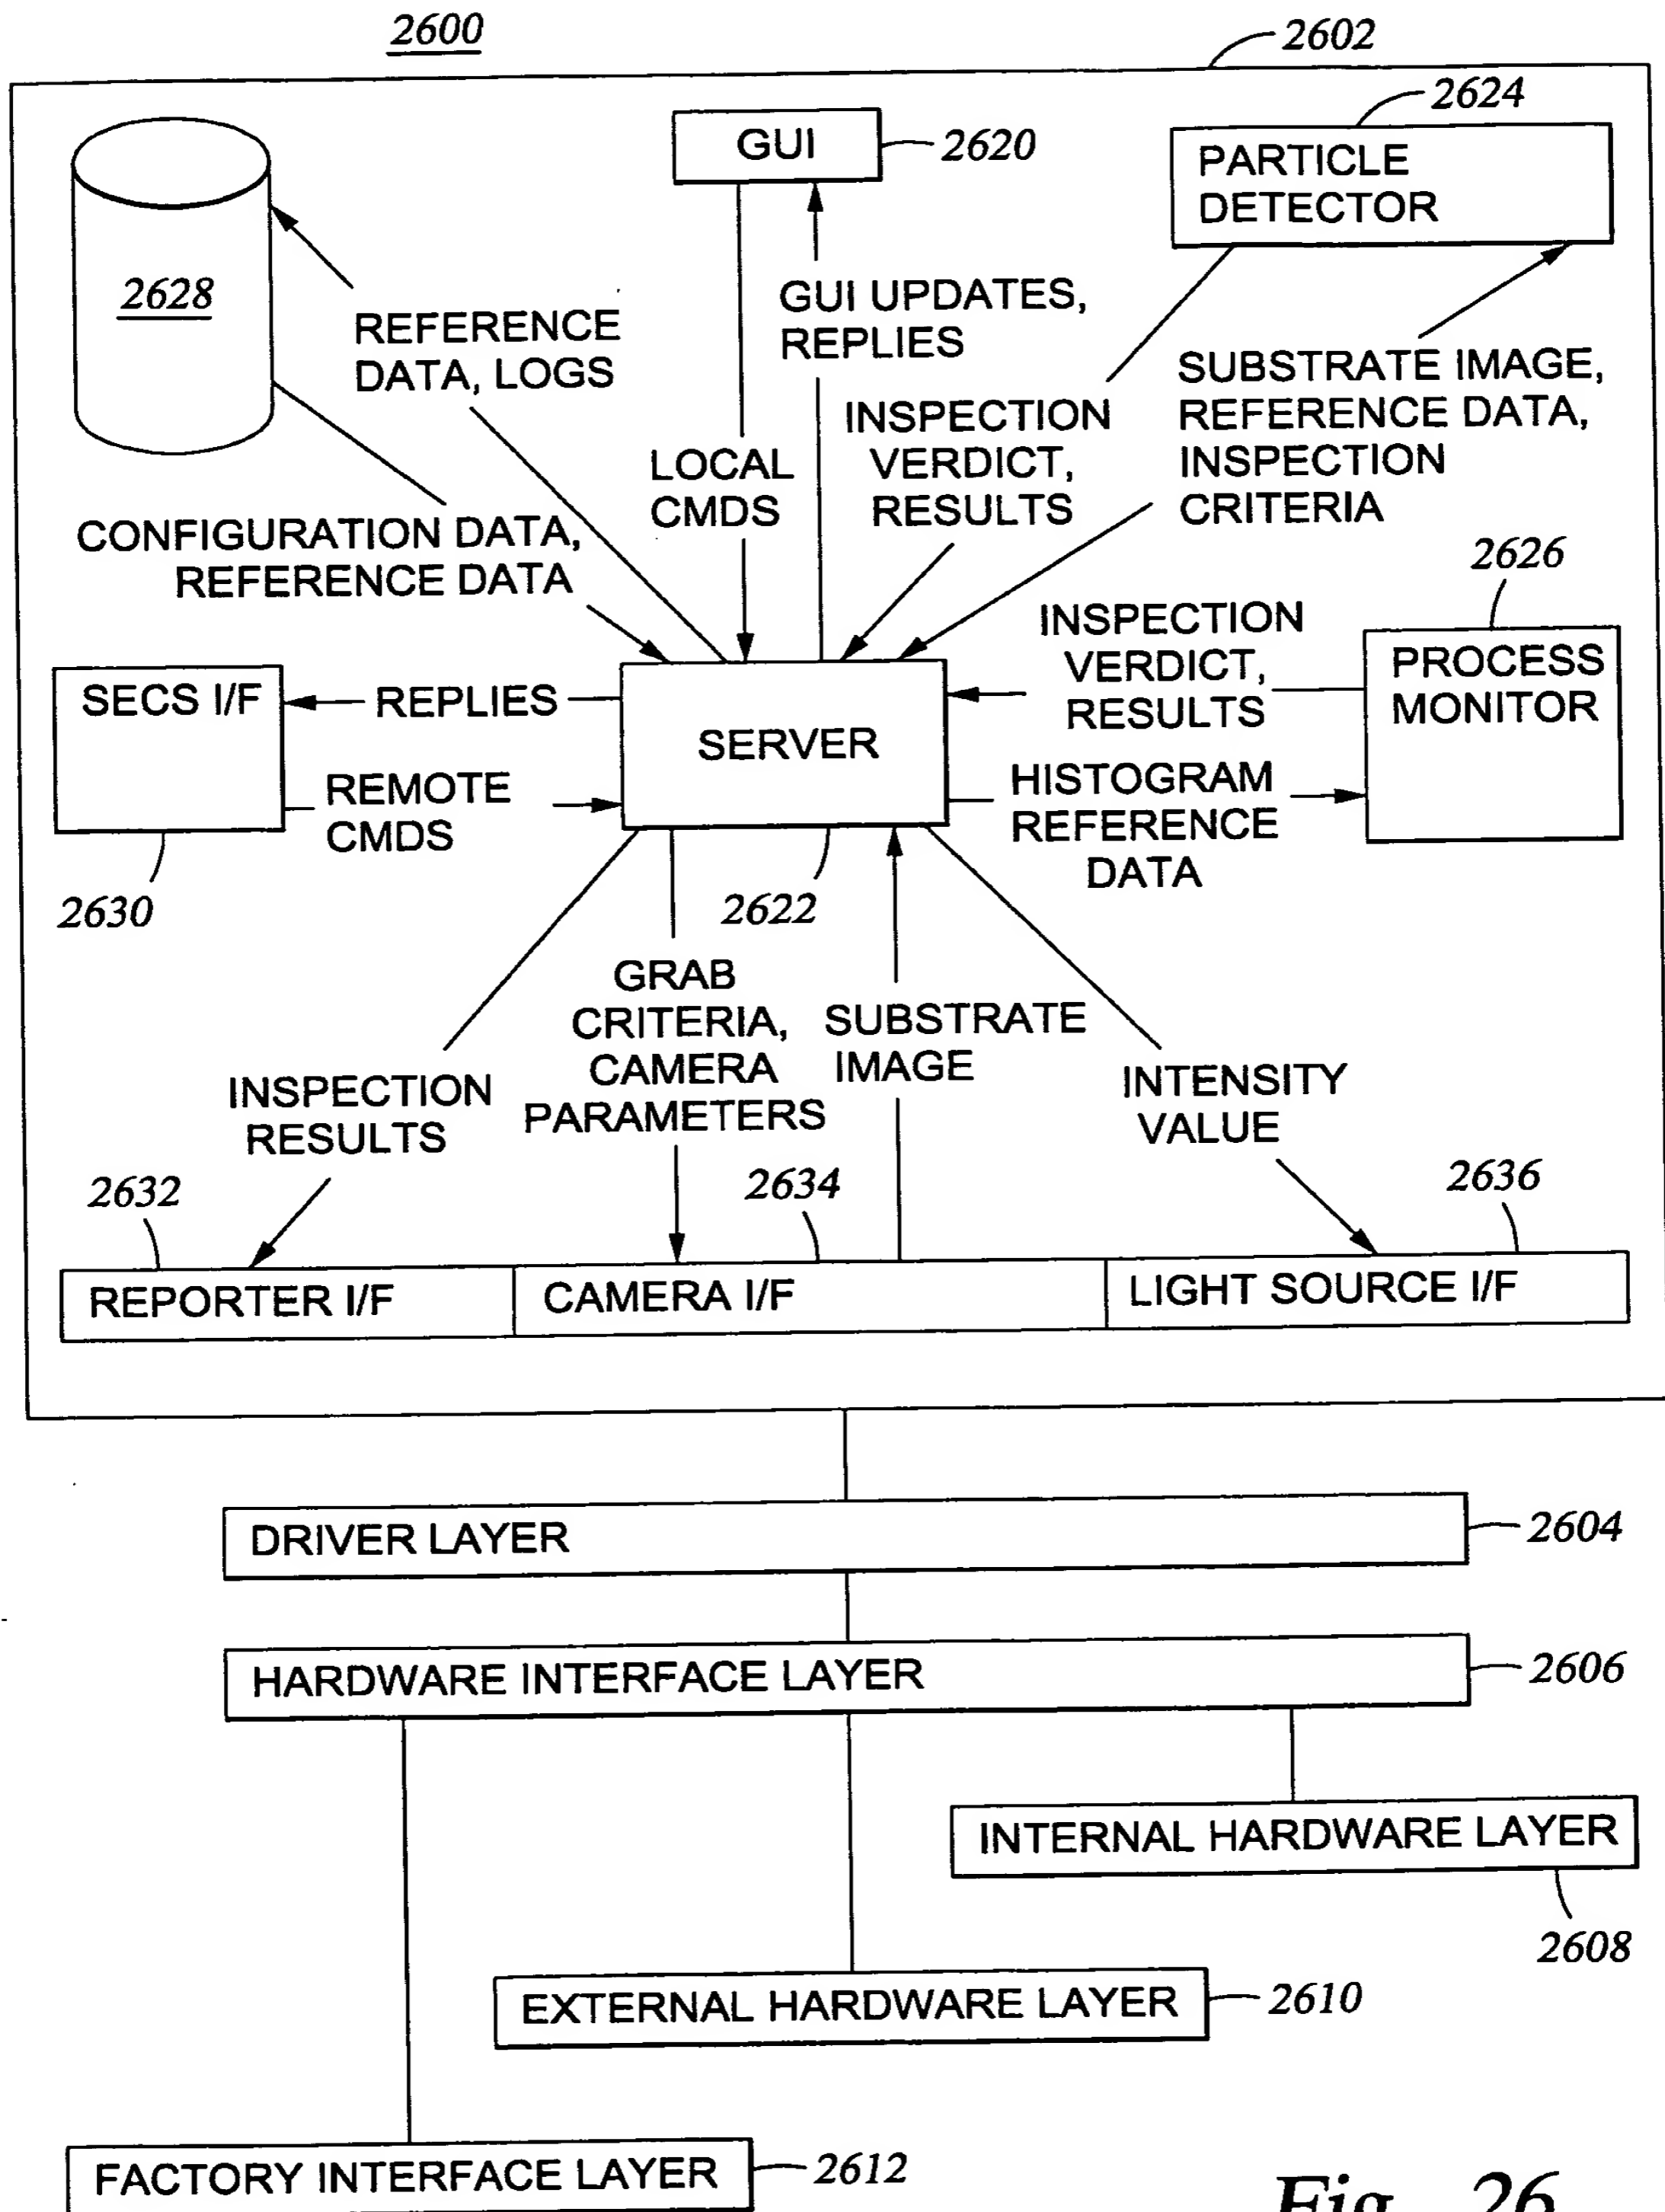 2600
2602
2624
GUI
2620
PARTICLE
DETECTOR
2628
REFERENCE
DATA, LOGS
GUI UPDATES,
REPLIES
SUBSTRATE IMAGE,
REFERENCE DATA,
INSPECTION
CRITERIA
INSPECTION
VERDICT,
RESULTS
LOCAL
CMDS
CONFIGURATION DATA,
REFERENCE DATA
2626
INSPECTION
VERDICT,
RESULTS
PROCESS
MONITOR
SECS I/F
REPLIES
SERVER
REMOTE
CMDS
HISTOGRAM
REFERENCE
DATA
2630
2622
GRAB
CRITERIA,
CAMERA
PARAMETERS
SUBSTRATE
IMAGE
INSPECTION
RESULTS
INTENSITY
VALUE
2632
2634
2636
REPORTER I/F
CAMERA I/F
LIGHT SOURCE I/F
DRIVER LAYER
2604
HARDWARE INTERFACE LAYER
2606
INTERNAL HARDWARE LAYER
2608
EXTERNAL HARDWARE LAYER
2610
FACTORY INTERFACE LAYER
2612
Fig. 26